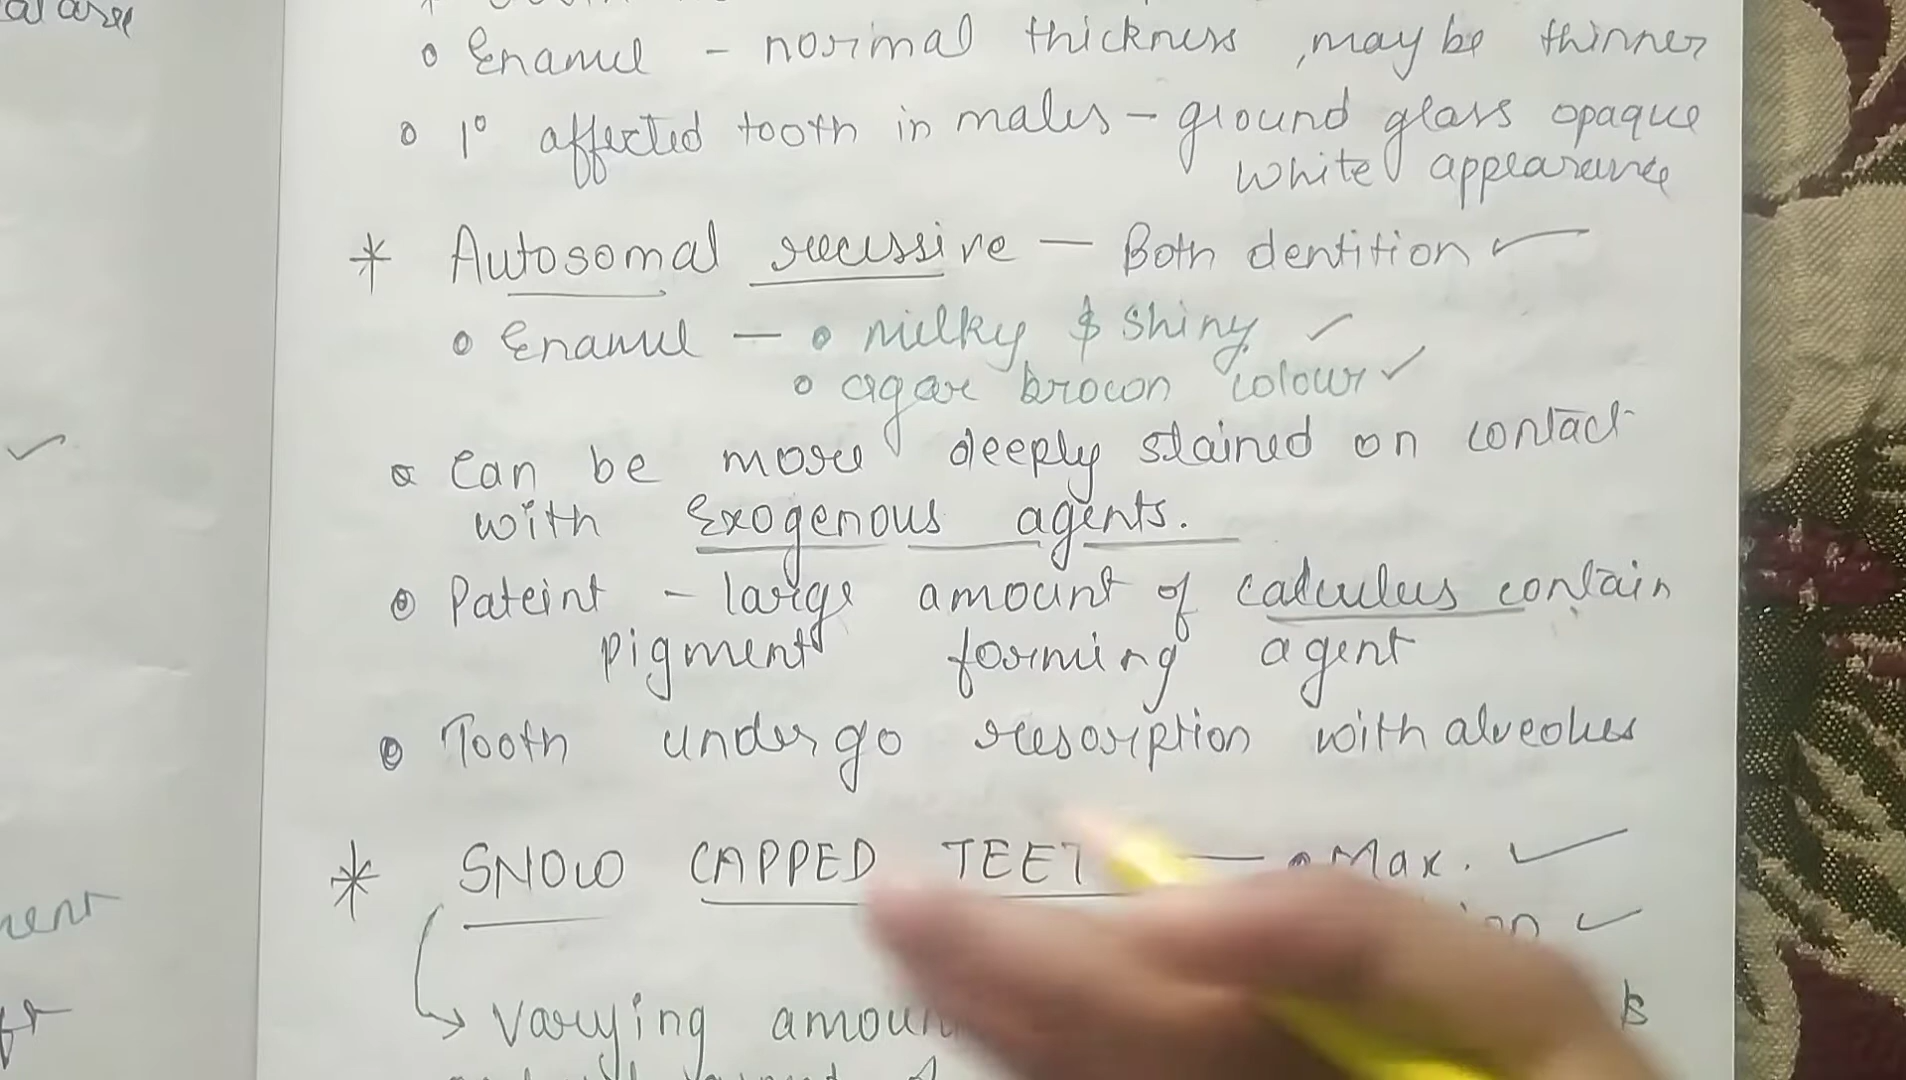 o Enamel - normal thickness, may be thinner
o 1° affected tooth in males - ground glass opaque
white appearance
* Autosomal recessive - Both dentition ✓
o Enamel - o milky & shiny ✓
o agar brown colour ✓
o can be more deeply stained on contact
with Exogenous agents.
o Pateint - large amount of calculus contain
pigment forming agent
o Tooth undergo resorption with alveolus
* SNOW CAPPED TEET - o Max. ✓
↳ varying amoun